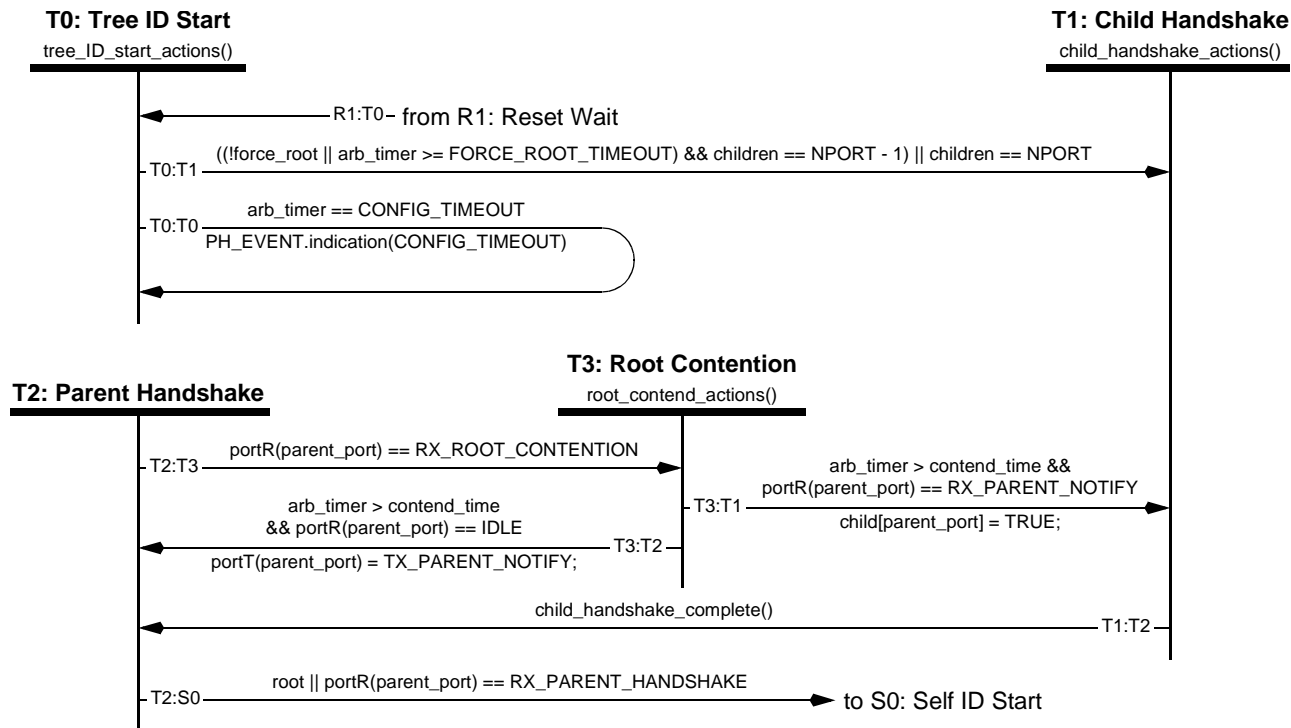 T0: Tree ID Start
tree_ID_start_actions()
T1: Child Handshake
child_handshake_actions()
R1:T0
from R1: Reset Wait
((!force_root || arb_timer >= FORCE_ROOT_TIMEOUT) && children == NPORT - 1) || children == NPORT
T0:T1
arb_timer == CONFIG_TIMEOUT
T0:T0
PH_EVENT.indication(CONFIG_TIMEOUT)
T3: Root Contention
root_contend_actions()
T2: Parent Handshake
portR(parent_port) == RX_ROOT_CONTENTION
T2:T3
arb_timer > contend_time &&
portR(parent_port) == RX_PARENT_NOTIFY
T3:T1
child[parent_port] = TRUE;
arb_timer > contend_time
&& portR(parent_port) == IDLE
T3:T2
portT(parent_port) = TX_PARENT_NOTIFY;
child_handshake_complete()
T1:T2
root || portR(parent_port) == RX_PARENT_HANDSHAKE
T2:S0
to S0: Self ID Start